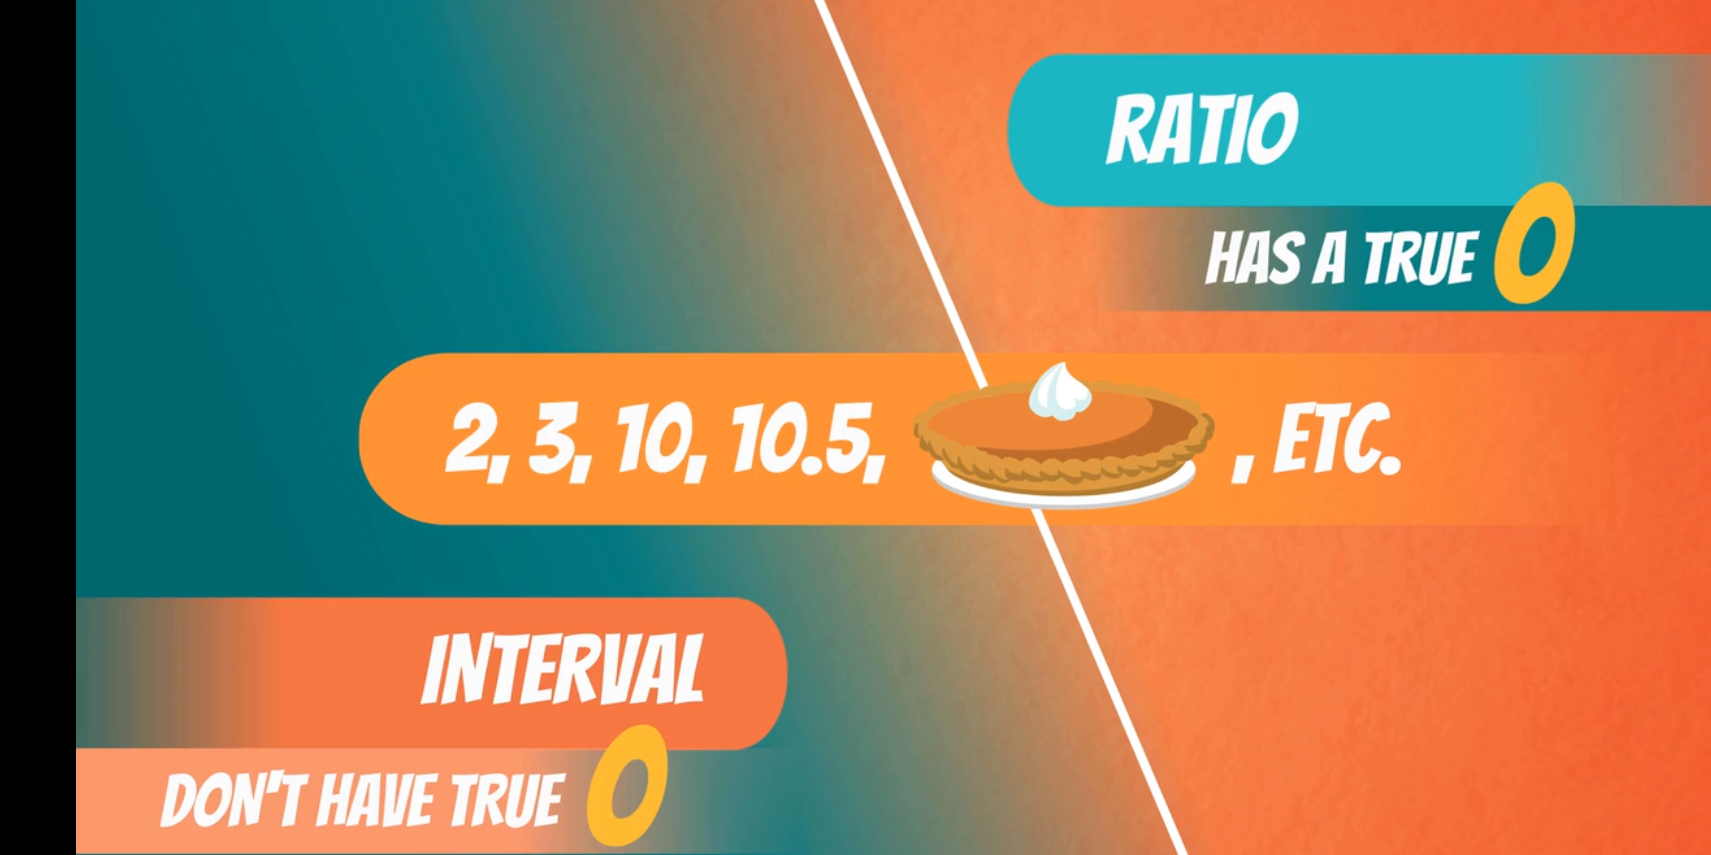 RATIO
HAS A TRUE 0
2, 3, 10, 10.5, , ETC.
INTERVAL
DON'T HAVE TRUE 0